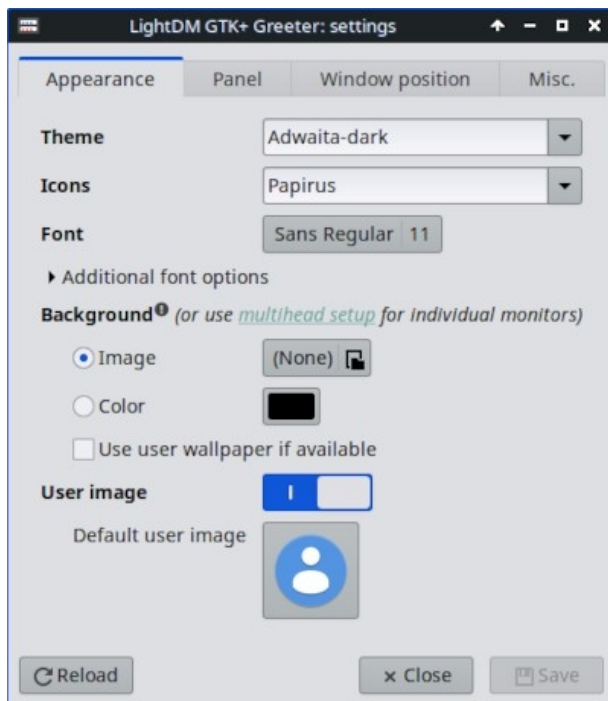 LightDM GTK+ Greeter: settings
Appearance Panel Window position Misc.
Theme Adwaita-dark
Icons Papirus
Font Sans Regular 11
Additional font options
Background (or use multihead setup for individual monitors)
Image (None)
Color
Use user wallpaper if available
User image
Default user image
Reload × Close Save